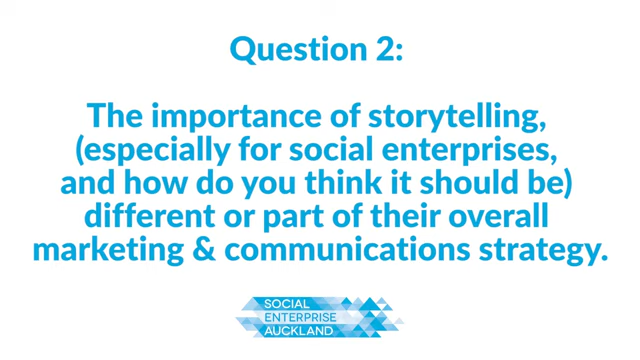 Question 2:
The importance of storytelling,
(especially for social enterprises,
and how do you think it should be)
different or part of their overall
marketing & communications strategy.
SOCIAL
ENTERPRISE
AUCKLAND